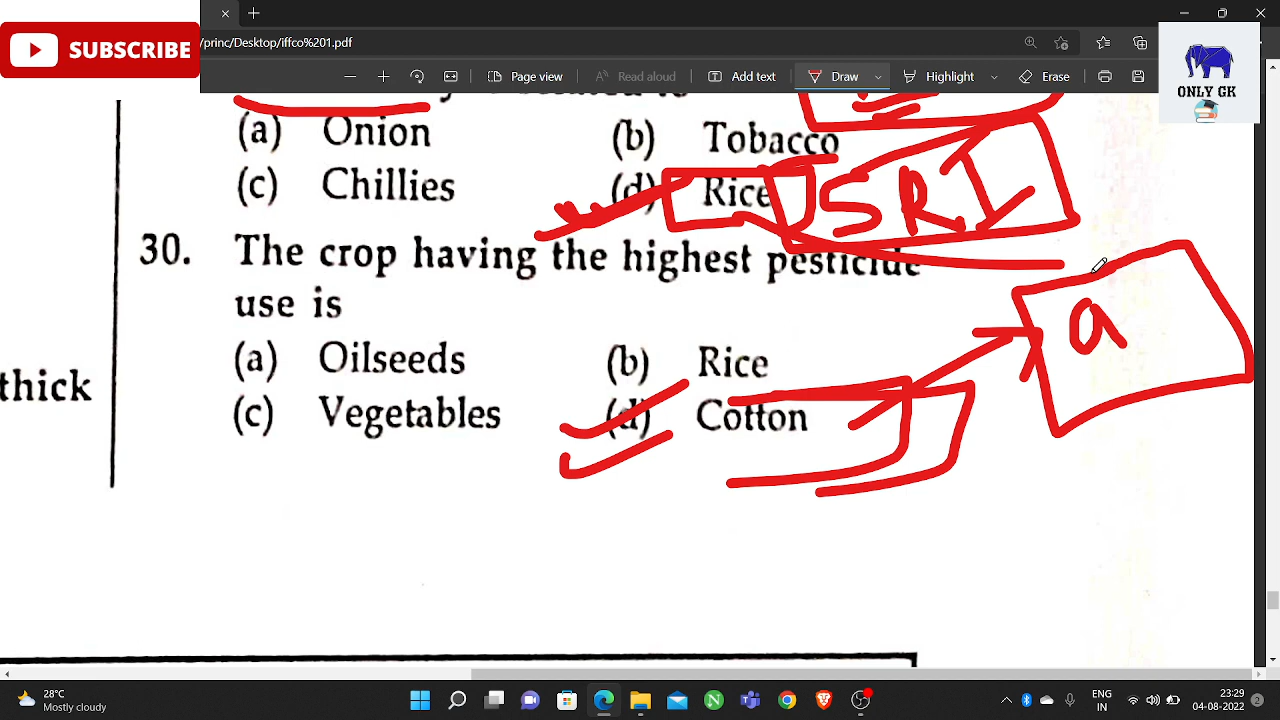 SUBSCRIBE
/princ/Desktop/iffco%201.pdf
Page view
Read aloud
Add text
Draw
Highlight
Erase
ONLY GK
(a) Onion (b) Tobacco
(c) Chillies (d) Rice
SRI
30. The crop having the highest pesticide
use is
(a) Oilseeds (b) Rice
thick
(c) Vegetables (d) Cotton
a
28°C
Mostly cloudy
ENG
IN
23:29
04-08-2022
2